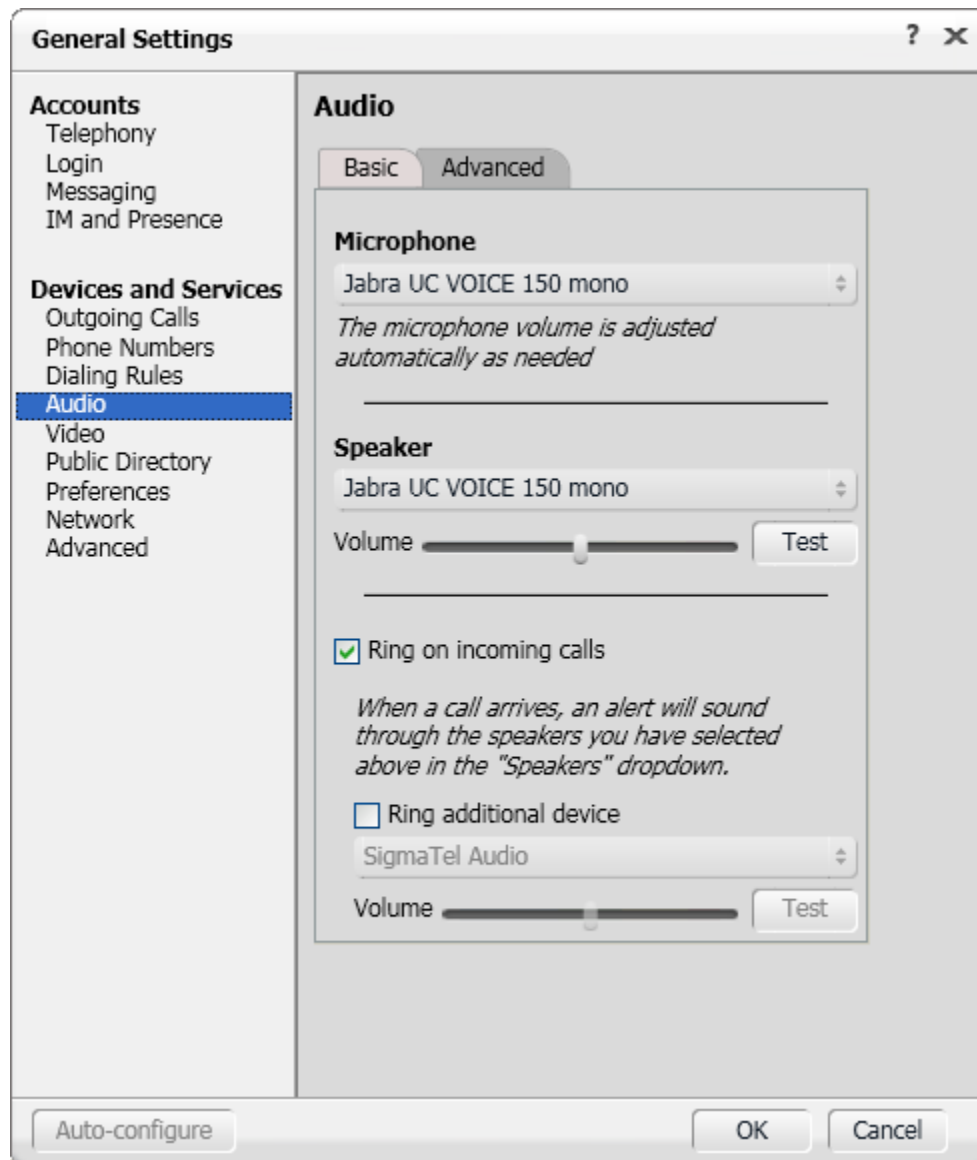 General Settings
?
Accounts
Telephony
Login
Messaging
IM and Presence
Devices and Services
Outgoing Calls
Phone Numbers
Dialing Rules
Audio
Video
Public Directory
Preferences
Network
Advanced
Audio
Basic
Advanced
Microphone
Jabra UC VOICE 150 mono
The microphone volume is adjusted
automatically as needed
Speaker
Jabra UC VOICE 150 mono
Volume
Test
Ring on incoming calls
When a call arrives, an alert will sound
through the speakers you have selected
above in the "Speakers" dropdown.
Ring additional device
SigmaTel Audio
Volume
Test
Auto-configure
OK
Cancel